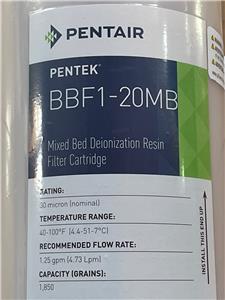 PENTAIR
PENTEK®
BBF1-20MB
Mixed Bed Deionization Resin
Filter Cartridge
RATING:
30 micron (nominal)
TEMPERATURE RANGE:
40-100°F (4.4-51-7°C)
RECOMMENDED FLOW RATE:
1.25 gpm (4.73 Lpm)
CAPACITY (GRAINS):
1,850
INSTALL THIS END UP